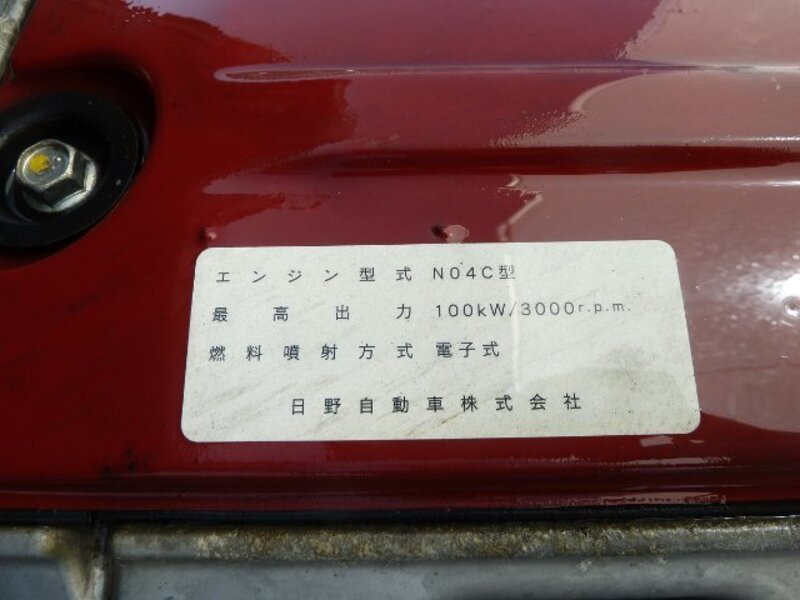 エンジン型式 N04C型
最高出力 100kW/3000r.p.m.
燃料噴射方式 電子式
日野自動車株式会社